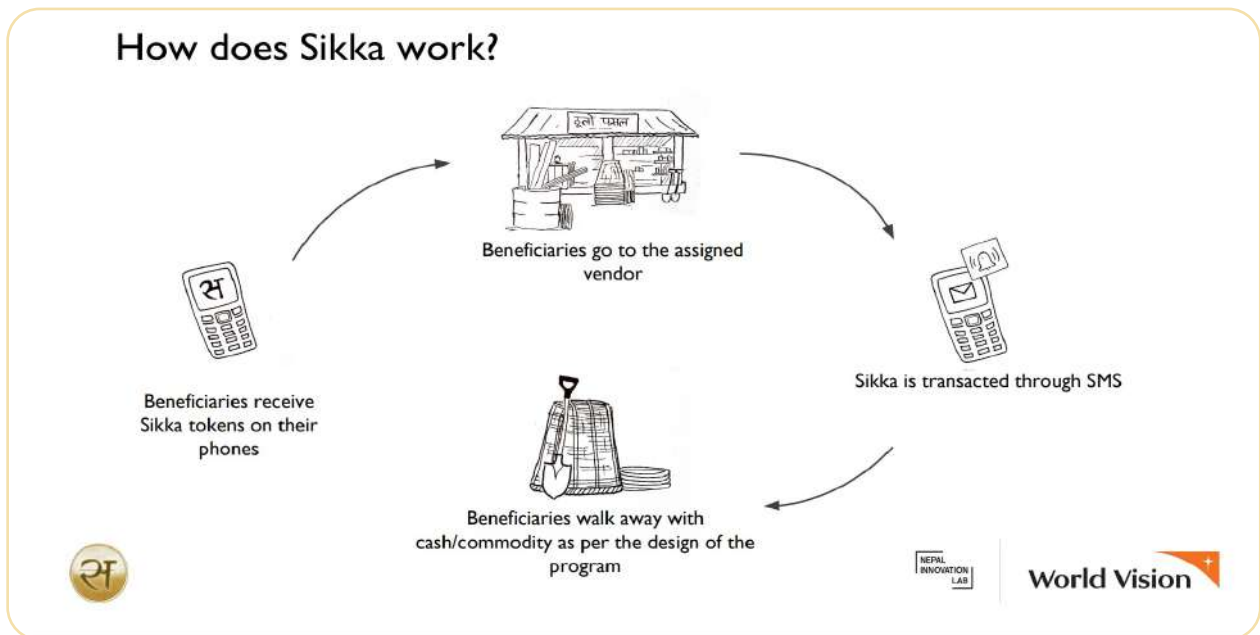 How does Sikka work?
ठूलो पसल
Beneficiaries go to the assigned
vendor
स
Beneficiaries receive
Sikka tokens on their
phones
Sikka is transacted through SMS
Beneficiaries walk away with
cash/commodity as per the design of the
program
स
NEPAL
INNOVATION
LAB
World Vision